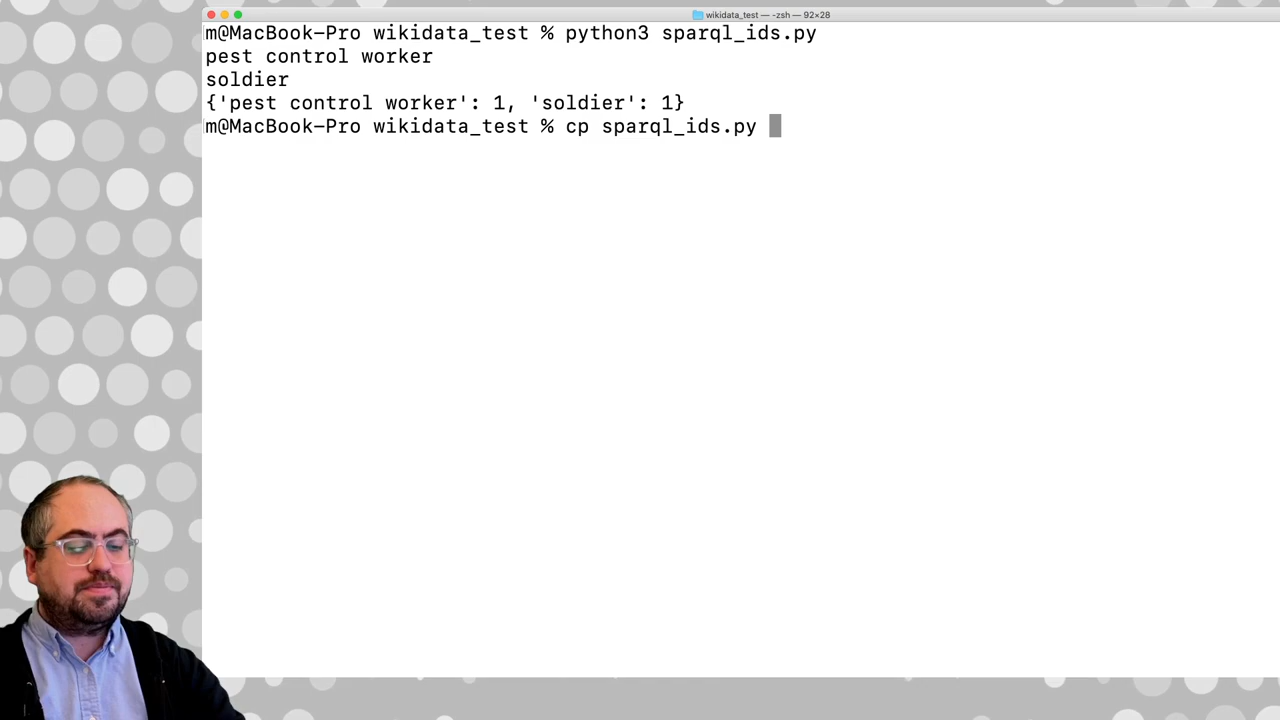 wikidata_test — -zsh — 92×28
m@MacBook-Pro wikidata_test % python3 sparql_ids.py
pest control worker
soldier
{'pest control worker': 1, 'soldier': 1}
m@MacBook-Pro wikidata_test % cp sparql_ids.py